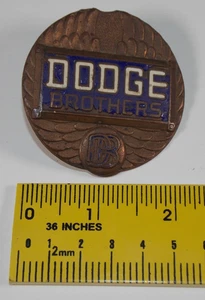 DODGE
BROTHERS
DB
0 1 2
36 INCHES
0 1 2 3 4 5
2mm